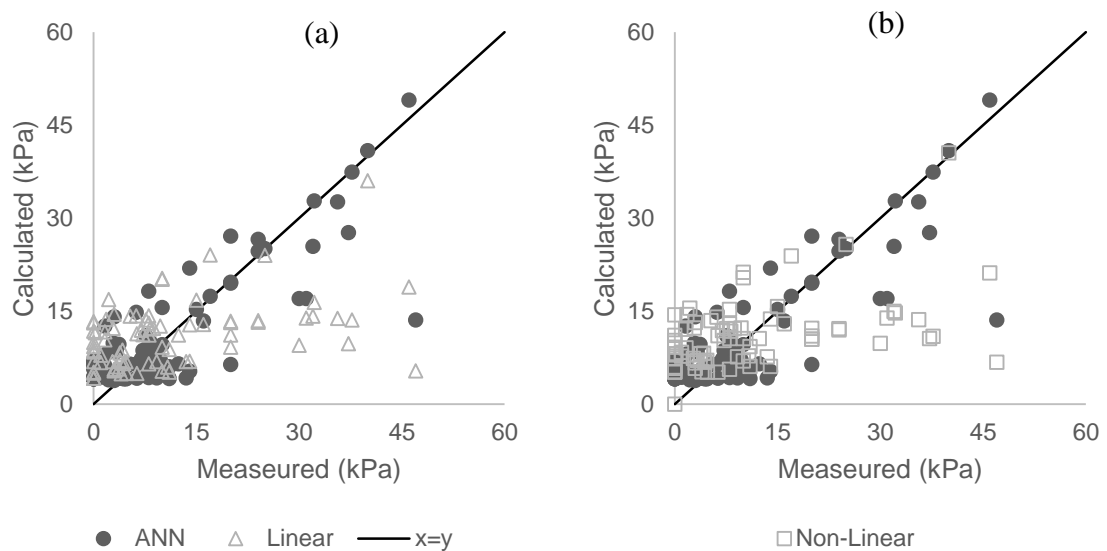 (a)
60
45
30
15
0
Calculated (kPa)
0 15 30 45 60
Measeured (kPa)
(b)
60
45
30
15
0
Calculated (kPa)
0 15 30 45 60
Measeured (kPa)
ANN Linear x=y Non-Linear